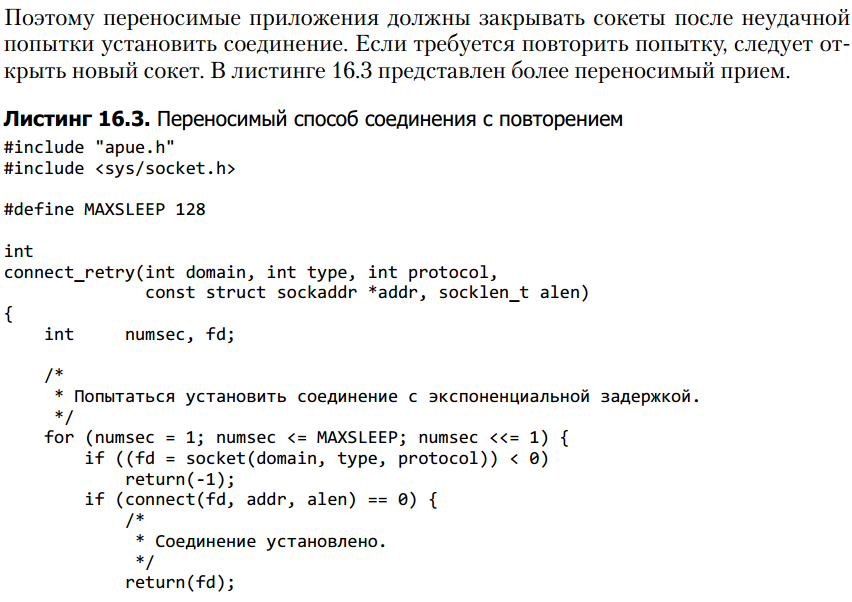 Поэтому переносимые приложения должны закрывать сокеты после неудачной
попытки установить соединение. Если требуется повторить попытку, следует от-
крыть новый сокет. В листинге 16.3 представлен более переносимый прием.
Листинг 16.3. Переносимый способ соединения с повторением
#include "apue.h"
#include <sys/socket.h>
#define MAXSLEEP 128
int
connect_retry(int domain, int type, int protocol,
              const struct sockaddr *addr, socklen_t alen)
{
    int     numsec, fd;
    /*
     * Попытаться установить соединение с экспоненциальной задержкой.
     */
    for (numsec = 1; numsec <= MAXSLEEP; numsec <<= 1) {
        if ((fd = socket(domain, type, protocol)) < 0)
            return(-1);
        if (connect(fd, addr, alen) == 0) {
            /*
             * Соединение установлено.
             */
            return(fd);